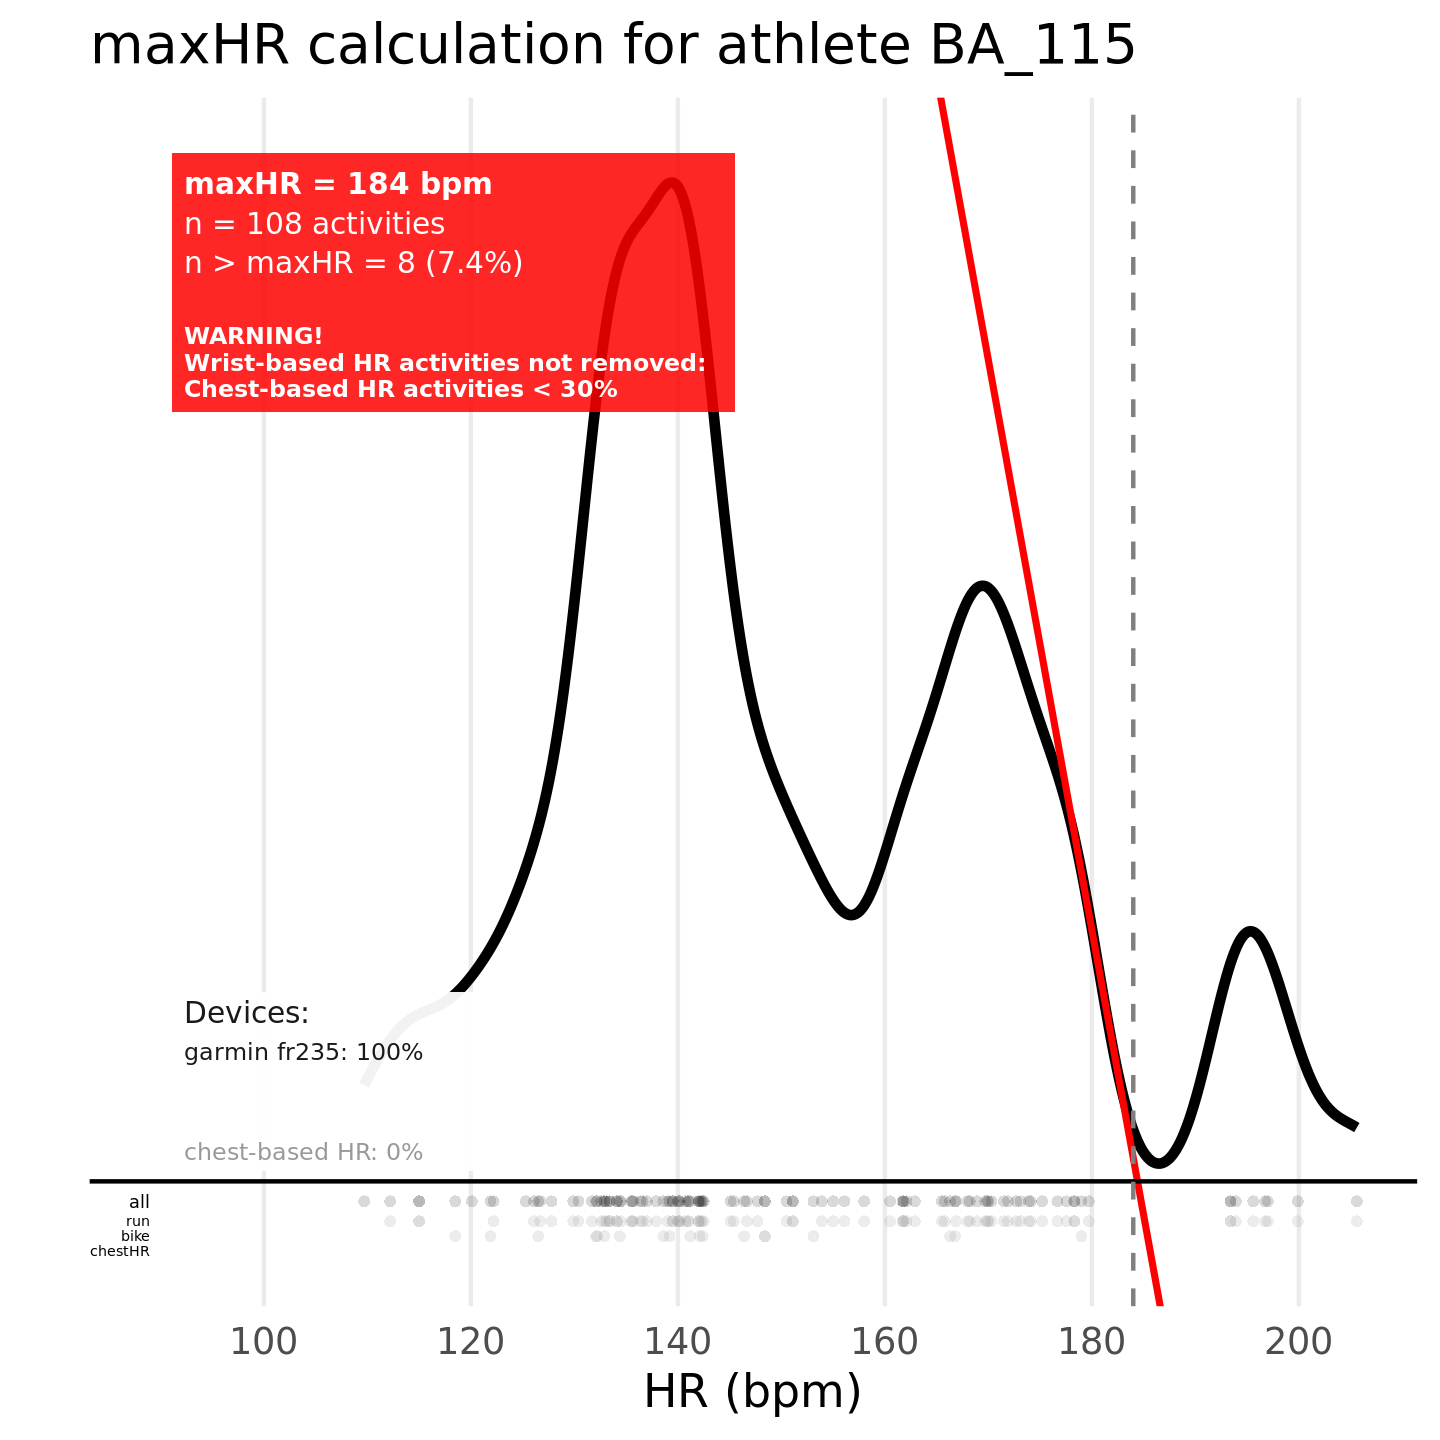 maxHR calculation for athlete BA_115
maxHR = 184 bpm
n = 108 activities
n > maxHR = 8 (7.4%)
WARNING!
Wrist-based HR activities not removed:
Chest-based HR activities < 30%
Devices:
garmin fr235: 100%
chest-based HR: 0%
all
run
bike
chestHR
100 120 140 160 180 200
HR (bpm)